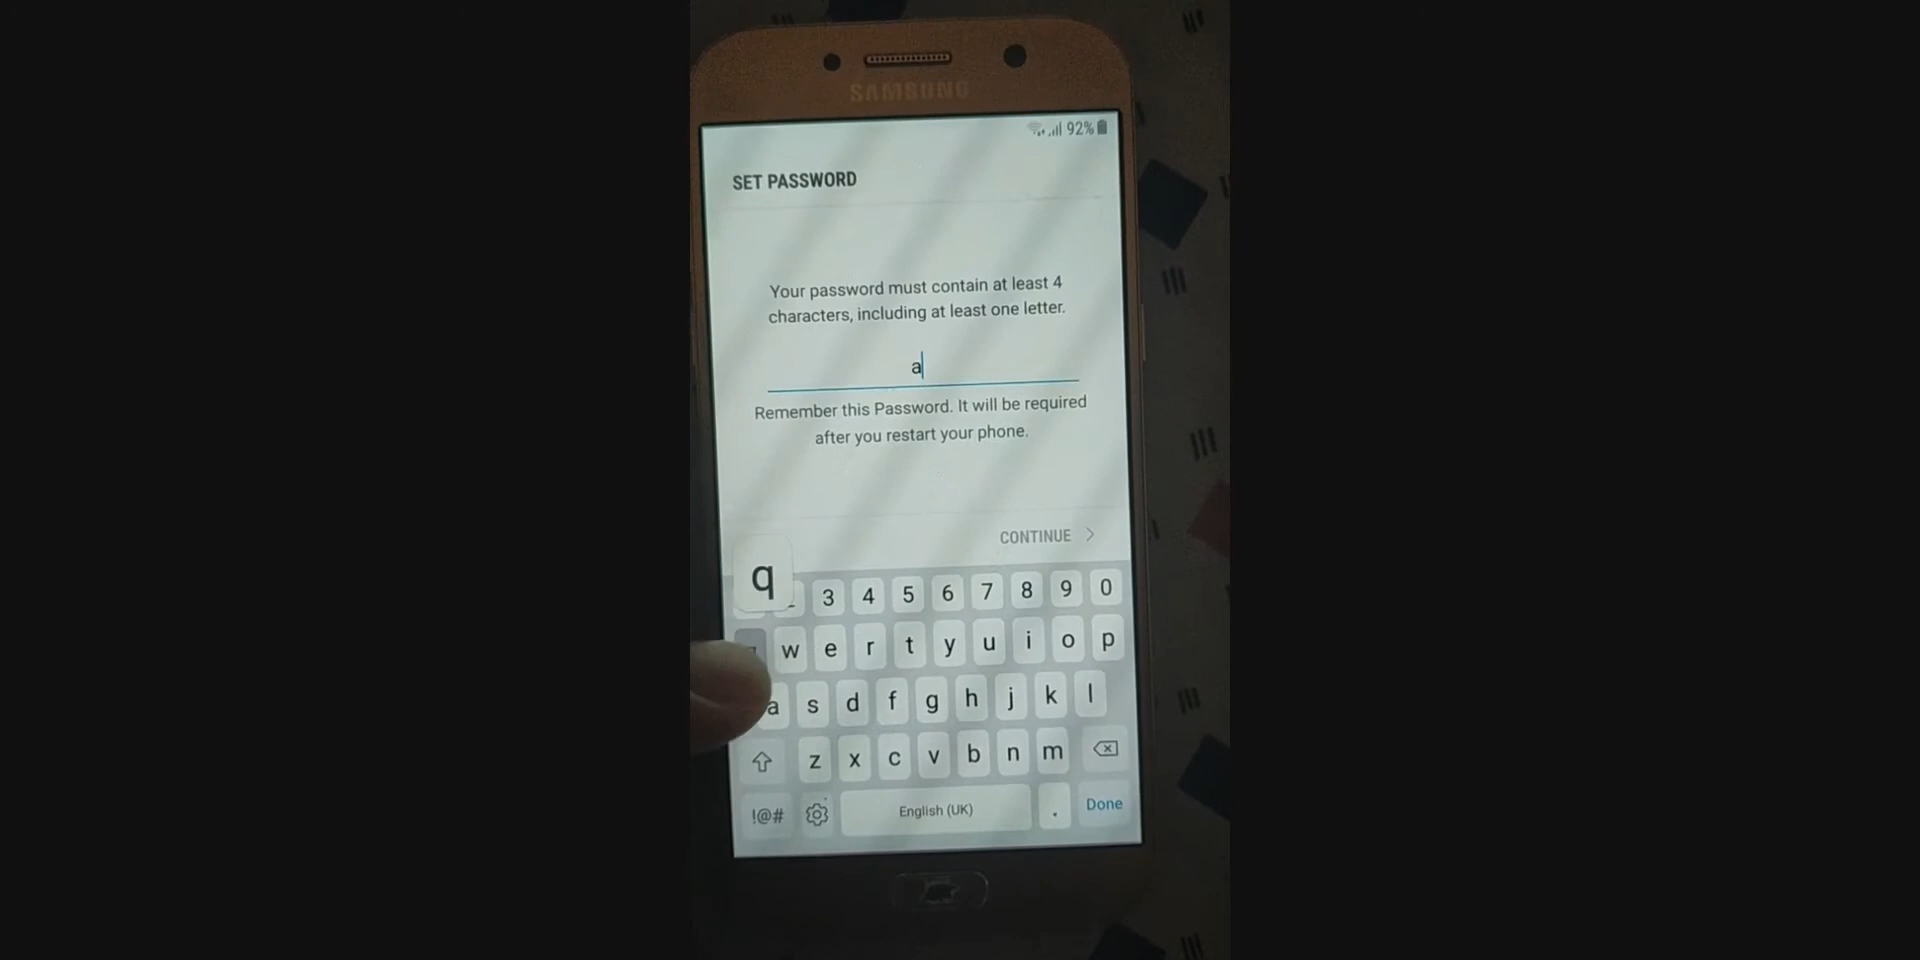 SAMSUNG
92%
SET PASSWORD
Your password must contain at least 4
characters, including at least one letter.
a
Remember this Password. It will be required
after you restart your phone.
CONTINUE >
q
3 4 5 6 7 8 9 0
w e r t y u i o p
a s d f g h j k l
z x c v b n m
!@# English (UK) . Done